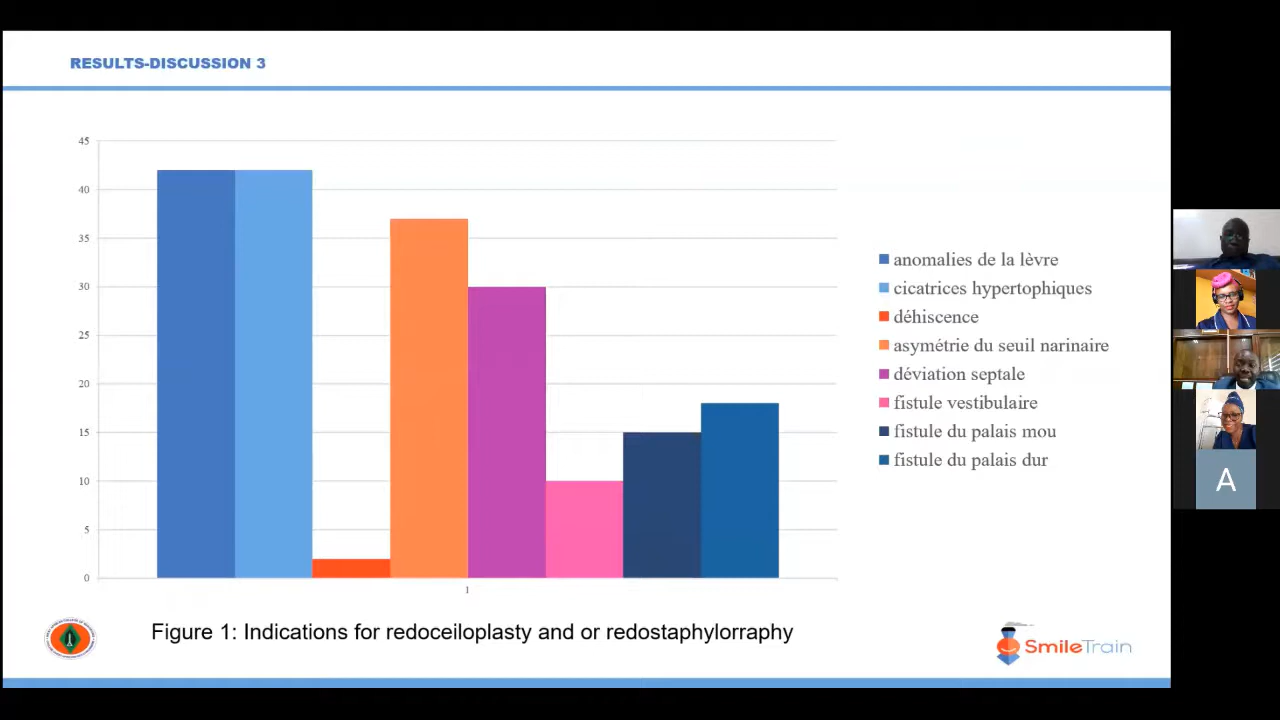 RESULTS-DISCUSSION 3
45
40
35
30
25
20
15
10
5
0
1
anomalies de la lèvre
cicatrices hypertophiques
déhiscence
asymétrie du seuil narinaire
déviation septale
fistule vestibulaire
fistule du palais mou
fistule du palais dur
Figure 1: Indications for redoceiloplasty and or redostaphylorraphy
SmileTrain
A